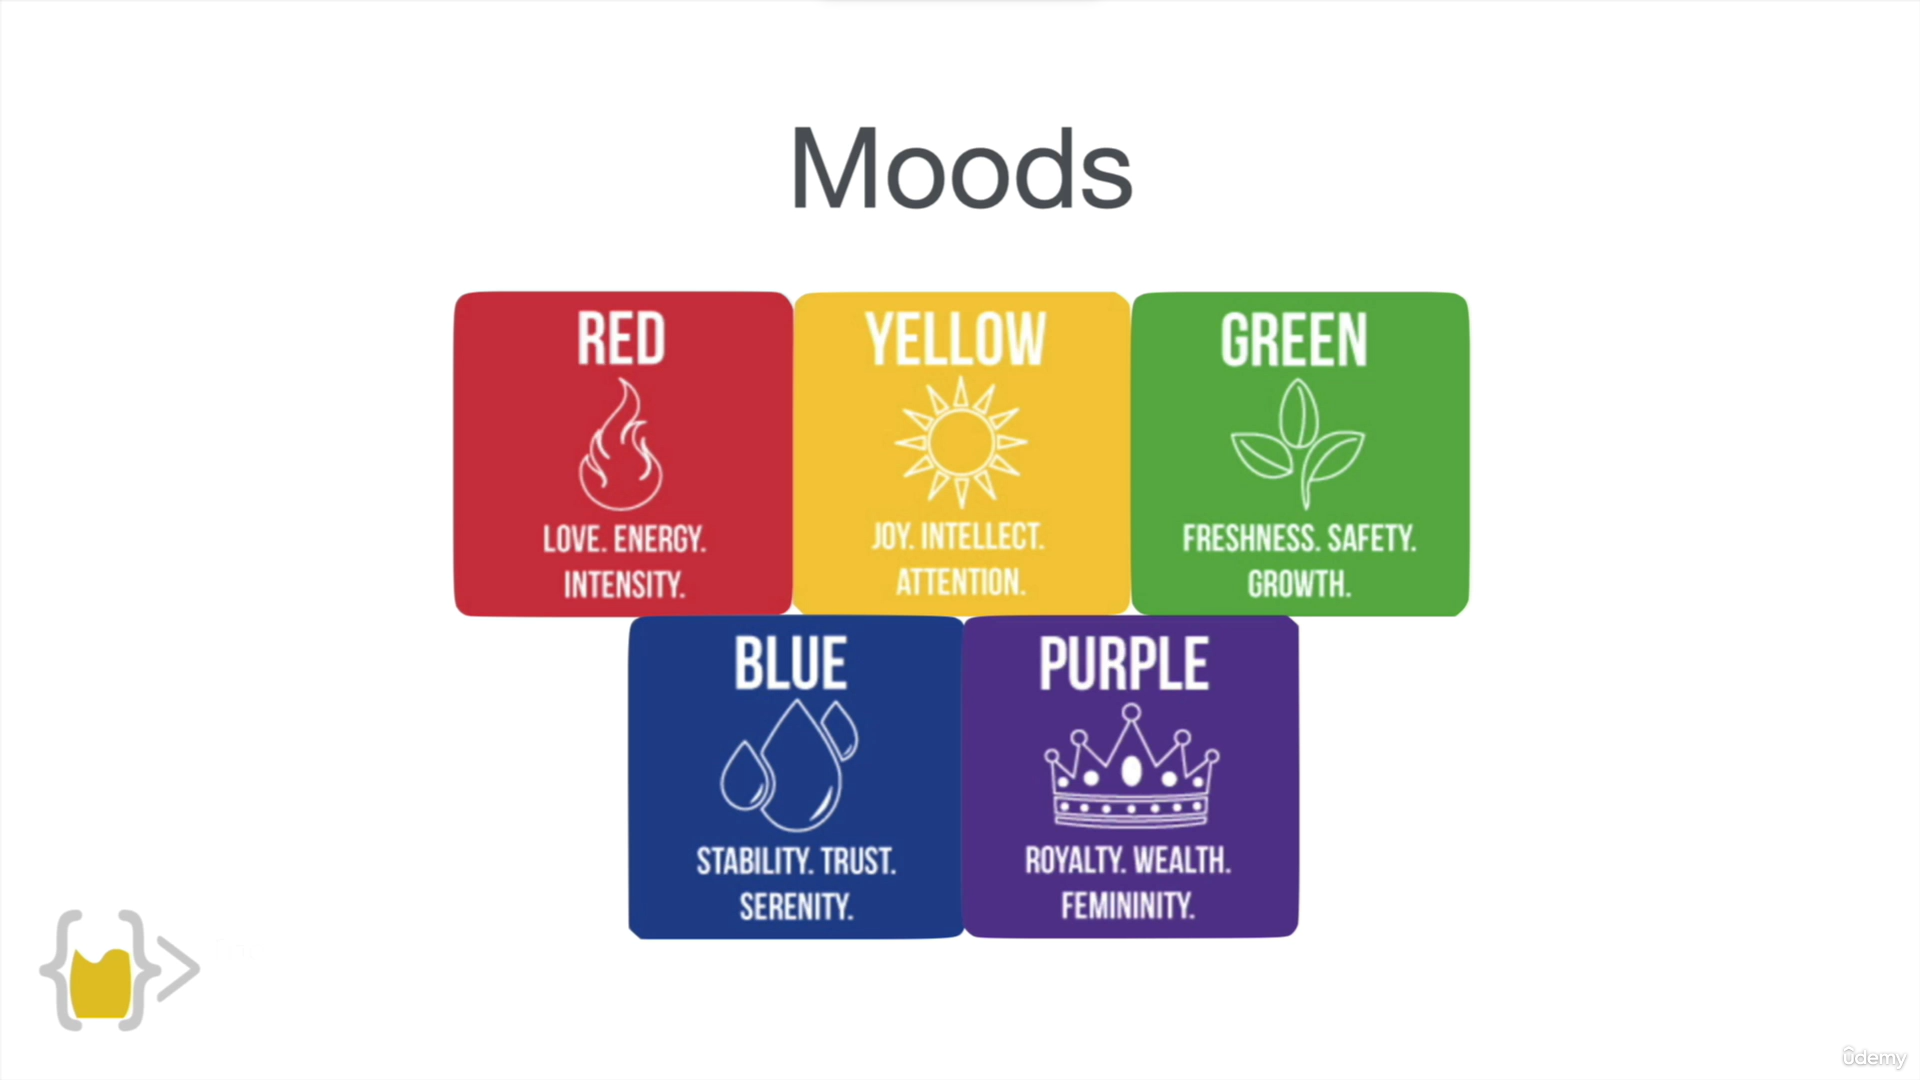 Moods
RED
LOVE. ENERGY.
INTENSITY.
YELLOW
JOY. INTELLECT.
ATTENTION.
GREEN
FRESHNESS. SAFETY.
GROWTH.
BLUE
STABILITY. TRUST.
SERENITY.
PURPLE
ROYALTY. WEALTH.
FEMININITY.
{ }>
ûdemy